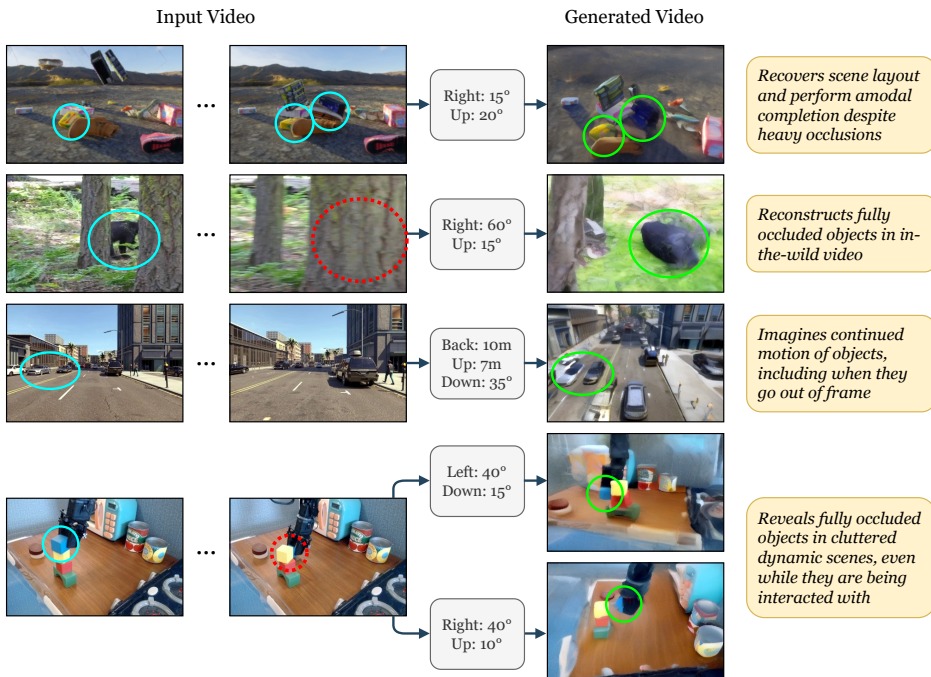 Input Video
Generated Video
...
Right: 15°
Up: 20°
Recovers scene layout
and perform amodal
completion despite
heavy occlusions
...
Right: 60°
Up: 15°
Reconstructs fully
occluded objects in in-
the-wild video
...
Back: 10m
Up: 7m
Down: 35°
Imagines continued
motion of objects,
including when they
go out of frame
...
Left: 40°
Down: 15°
Right: 40°
Up: 10°
Reveals fully occluded
objects in cluttered
dynamic scenes, even
while they are being
interacted with